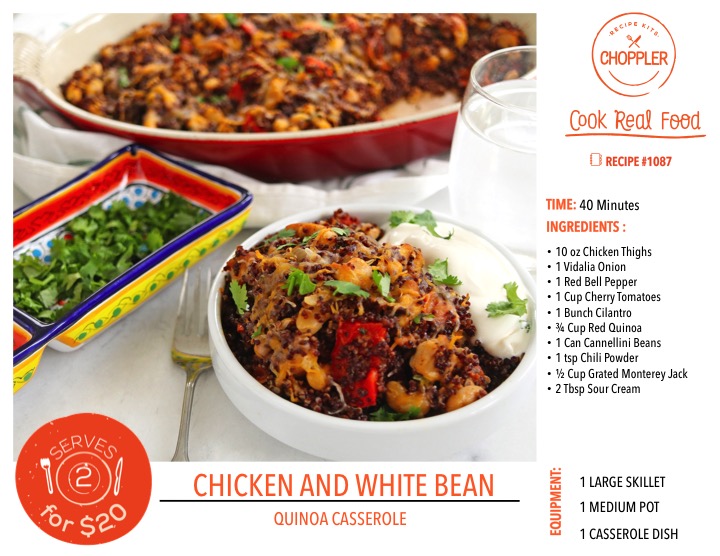 RECIPE KITS
CHOPPLER
Cook Real Food
RECIPE #1087
TIME: 40 Minutes
INGREDIENTS :
• 10 oz Chicken Thighs
• 1 Vidalia Onion
• 1 Red Bell Pepper
• 1 Cup Cherry Tomatoes
• 1 Bunch Cilantro
• ¾ Cup Red Quinoa
• 1 Can Cannellini Beans
• 1 tsp Chili Powder
• ½ Cup Grated Monterey Jack
• 2 Tbsp Sour Cream
SERVES
2
for $20
CHICKEN AND WHITE BEAN
QUINOA CASSEROLE
EQUIPMENT:
1 LARGE SKILLET
1 MEDIUM POT
1 CASSEROLE DISH